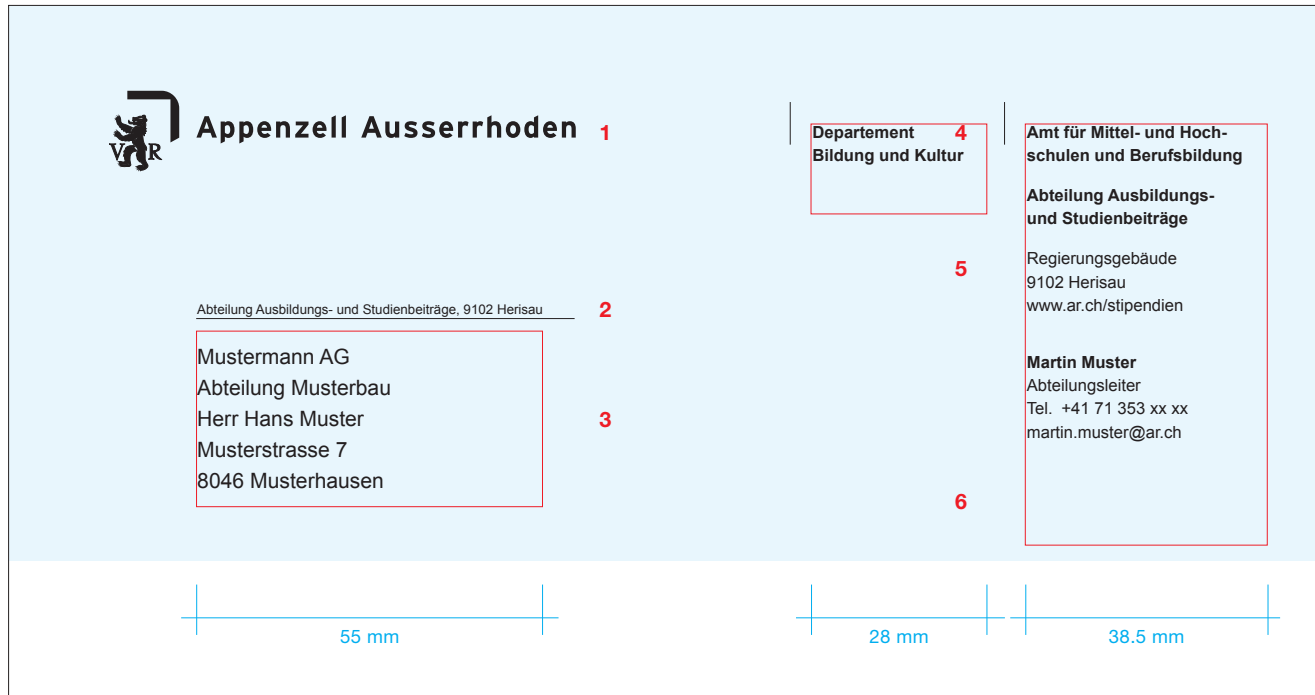 VR
Appenzell Ausserrhoden
1
Abteilung Ausbildungs- und Studienbeiträge, 9102 Herisau
2
Mustermann AG
Abteilung Musterbau
Herr Hans Muster
Musterstrasse 7
8046 Musterhausen
3
Departement
Bildung und Kultur
4
Amt für Mittel- und Hoch-
schulen und Berufsbildung
Abteilung Ausbildungs-
und Studienbeiträge
5
Regierungsgebäude
9102 Herisau
www.ar.ch/stipendien
Martin Muster
Abteilungsleiter
Tel. +41 71 353 xx xx
martin.muster@ar.ch
6
55 mm
28 mm
38.5 mm